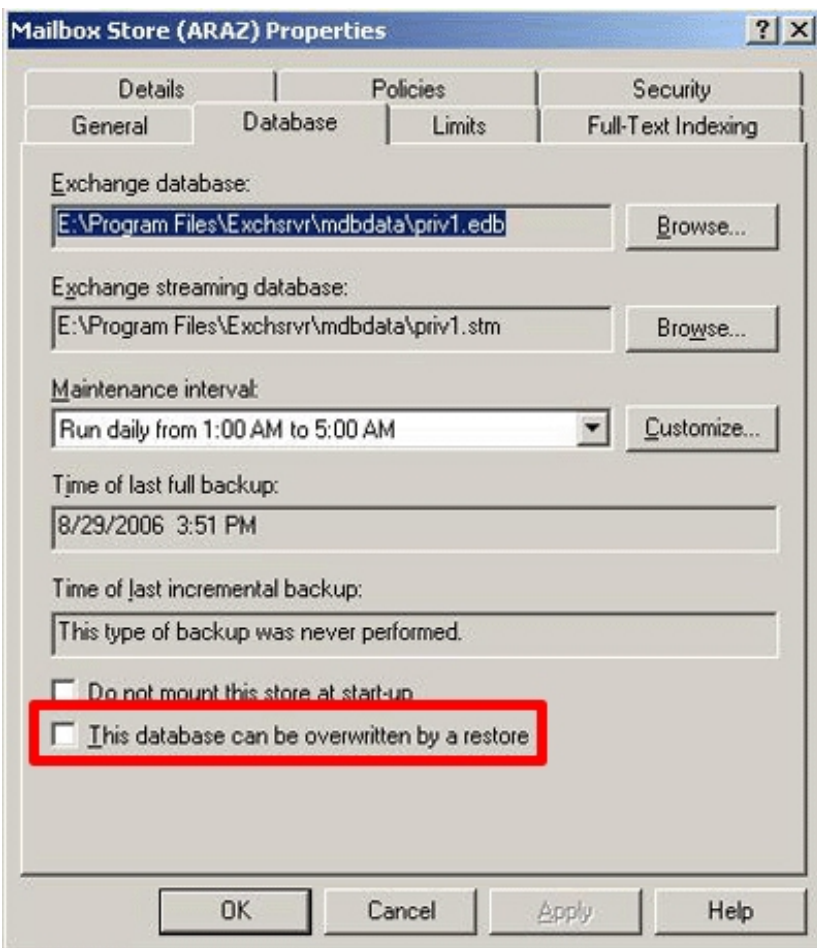 Mailbox Store (ARAZ) Properties
Details
Policies
Security
General
Database
Limits
Full-Text Indexing
Exchange database:
E:\Program Files\Exchsrvr\mdbdata\priv1.edb
Browse...
Exchange streaming database:
E:\Program Files\Exchsrvr\mdbdata\priv1.stm
Browse...
Maintenance interval:
Run daily from 1:00 AM to 5:00 AM
Customize...
Time of last full backup:
8/29/2006 3:51 PM
Time of last incremental backup:
This type of backup was never performed.
Do not mount this store at start-up
This database can be overwritten by a restore
OK
Cancel
Apply
Help